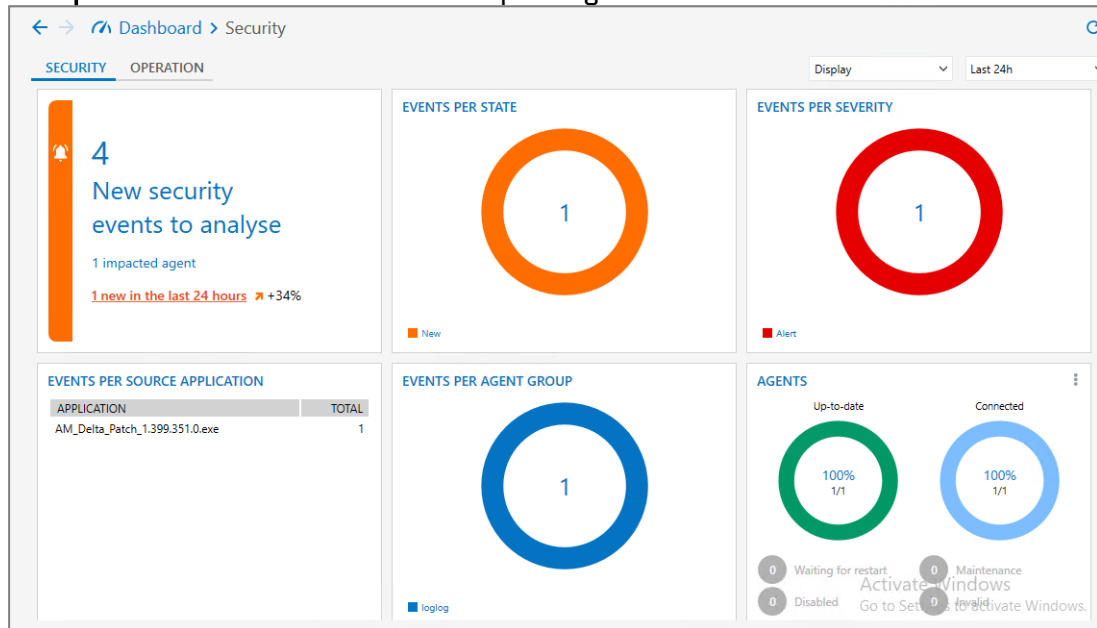 Dashboard > Security
SECURITY OPERATION
Display Last 24h
4
New security
events to analyse
1 impacted agent
1 new in the last 24 hours +34%
EVENTS PER STATE
1
New
EVENTS PER SEVERITY
1
Alert
EVENTS PER SOURCE APPLICATION
APPLICATION TOTAL
AM_Delta_Patch_1.399.351.0.exe 1
EVENTS PER AGENT GROUP
1
loglog
AGENTS
Up-to-date Connected
100% 100%
1/1 1/1
0 Waiting for restart 0 Maintenance
0 Disabled 0 Invalid
Activate Windows
Go to Settings to activate Windows.